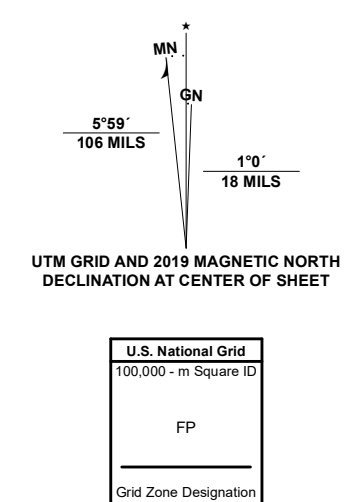 ★
MN
GN
5°59´
106 MILS
1°0´
18 MILS
UTM GRID AND 2019 MAGNETIC NORTH
DECLINATION AT CENTER OF SHEET
U.S. National Grid
100,000 - m Square ID
FP
Grid Zone Designation